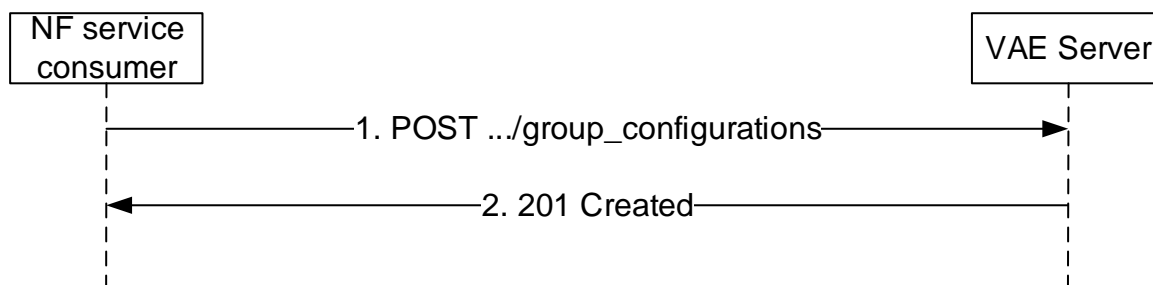 NF service
consumer
VAE Server
1. POST .../group_configurations
2. 201 Created